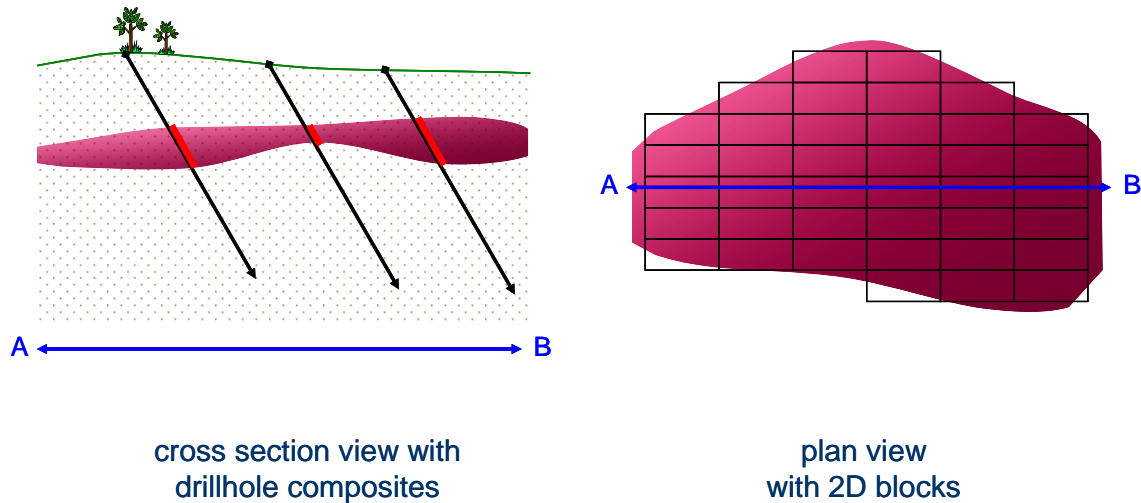 A
B
A
B
cross section view with
drillhole composites
plan view
with 2D blocks